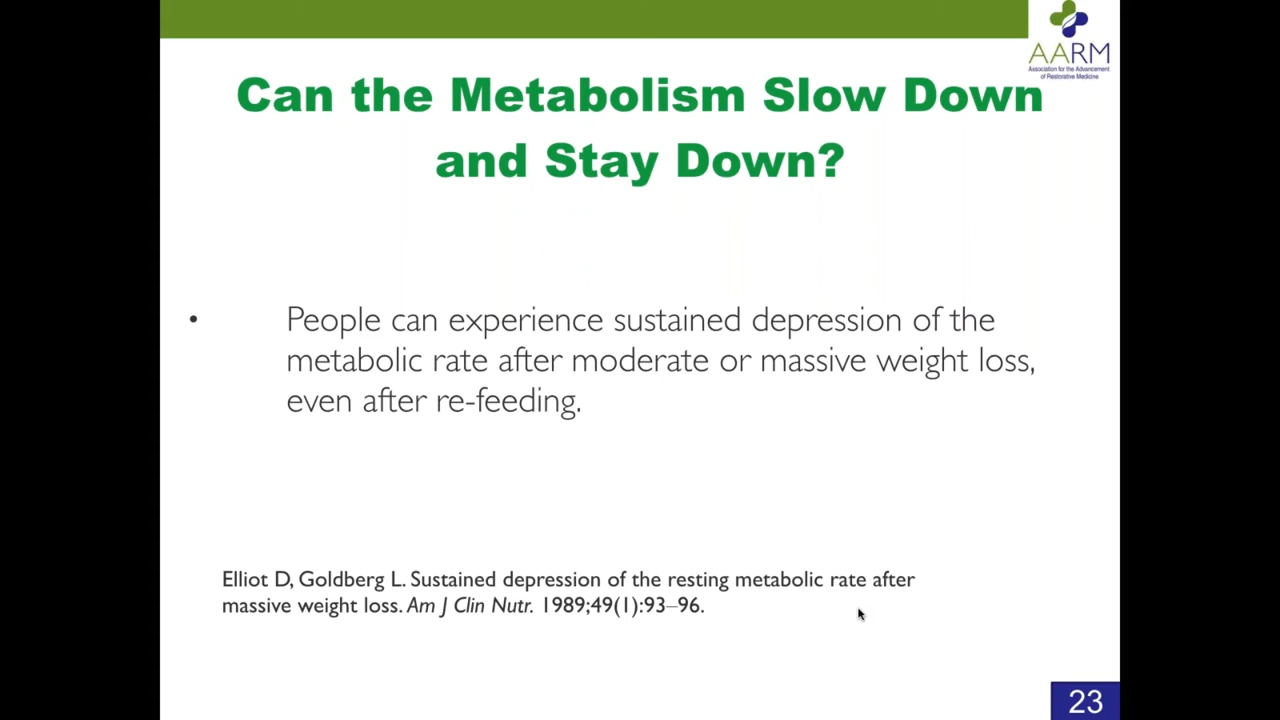 AARM
Association for the Advancement
of Restorative Medicine
Can the Metabolism Slow Down
and Stay Down?
• People can experience sustained depression of the
metabolic rate after moderate or massive weight loss,
even after re-feeding.
Elliot D, Goldberg L. Sustained depression of the resting metabolic rate after
massive weight loss. Am J Clin Nutr. 1989;49(1):93–96.
23